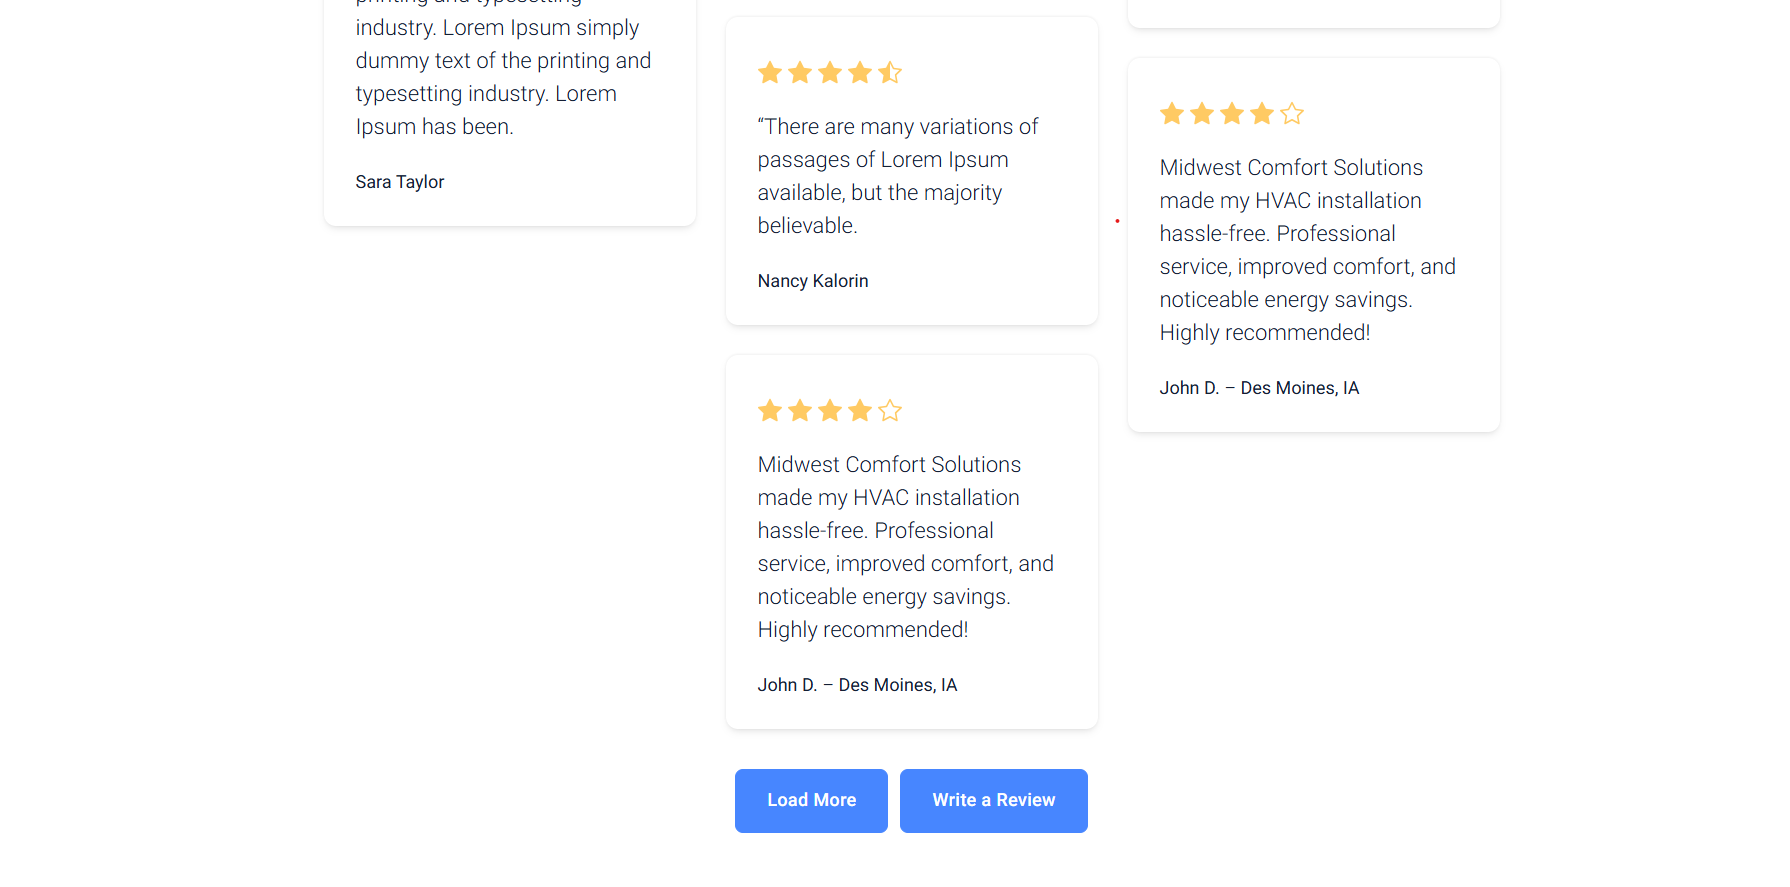 printing and typesetting
industry. Lorem Ipsum simply
dummy text of the printing and
typesetting industry. Lorem
Ipsum has been.
Sara Taylor
“There are many variations of
passages of Lorem Ipsum
available, but the majority
believable.
Nancy Kalorin
Midwest Comfort Solutions
made my HVAC installation
hassle-free. Professional
service, improved comfort, and
noticeable energy savings.
Highly recommended!
John D. – Des Moines, IA
Midwest Comfort Solutions
made my HVAC installation
hassle-free. Professional
service, improved comfort, and
noticeable energy savings.
Highly recommended!
John D. – Des Moines, IA
Load More
Write a Review